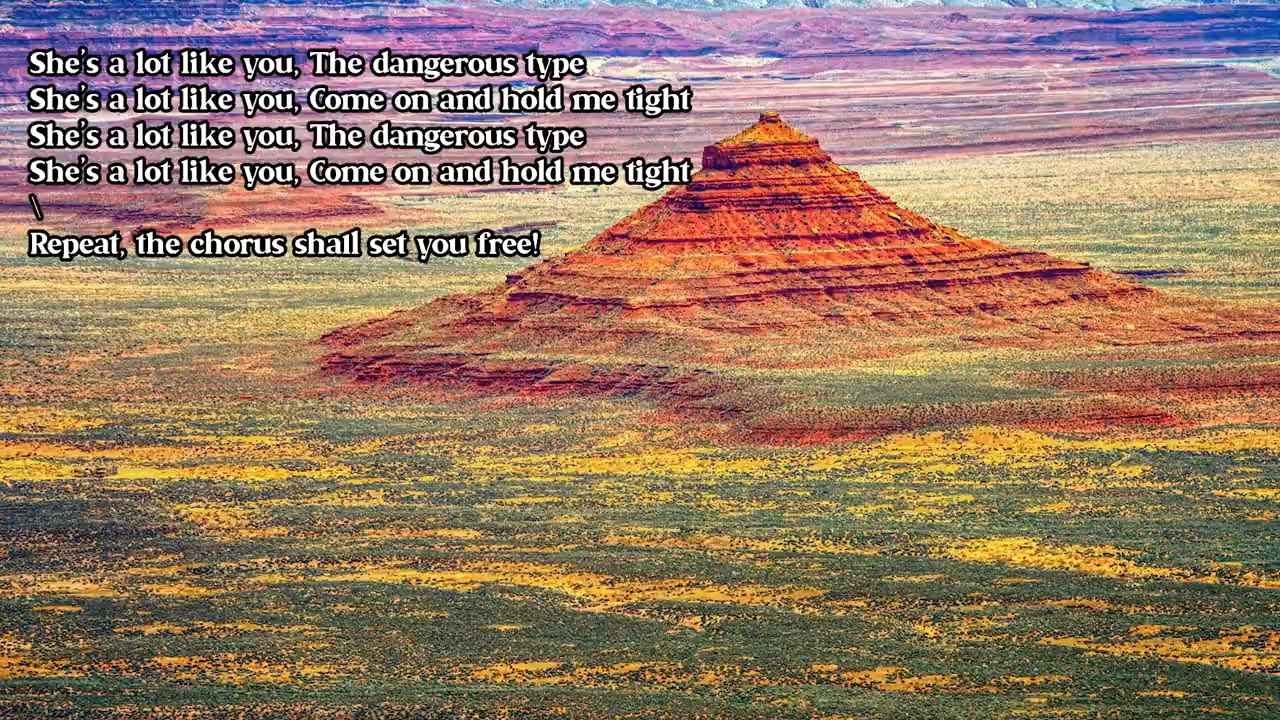 She's a lot like you, The dangerous type
She's a lot like you, Come on and hold me tight
She's a lot like you, The dangerous type
She's a lot like you, Come on and hold me tight
\
Repeat, the chorus shall set you free!